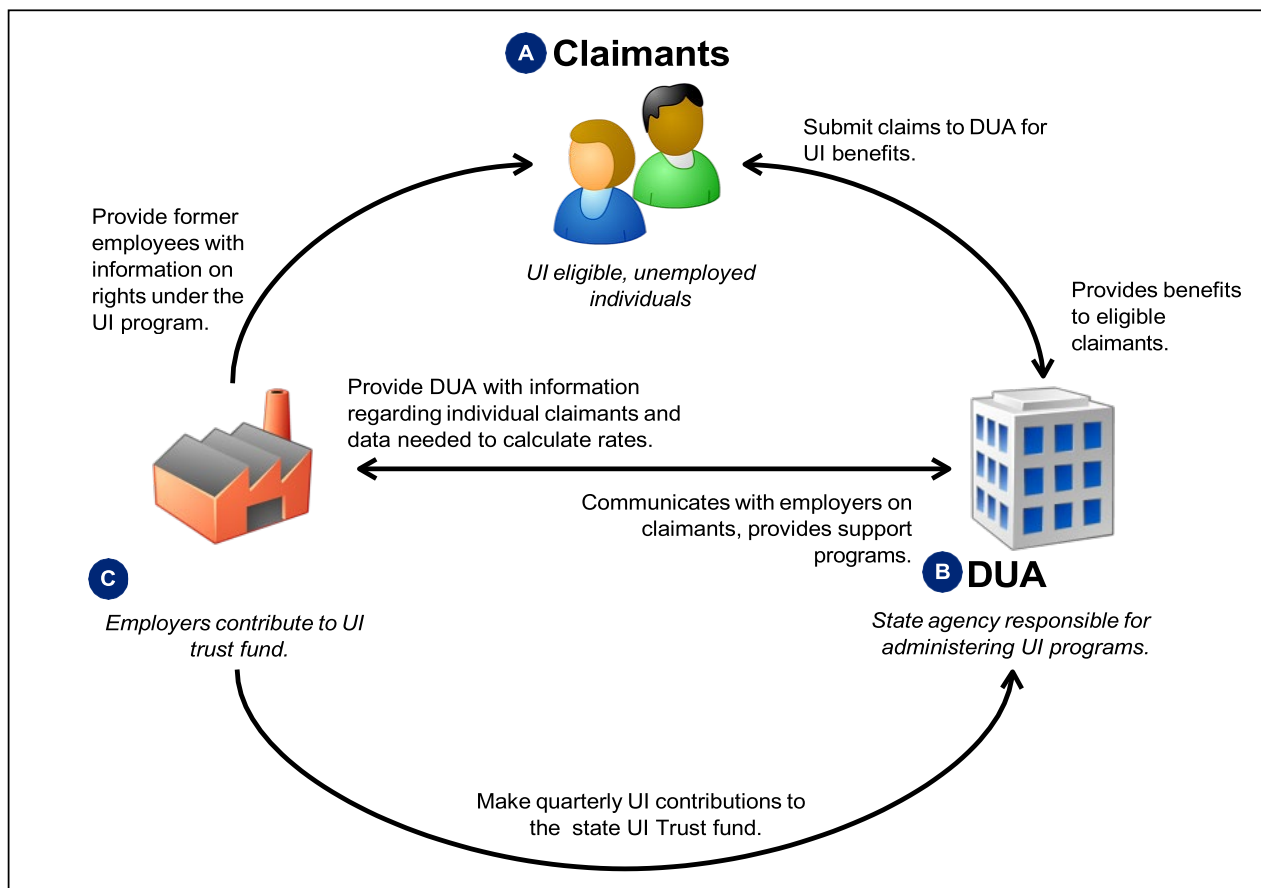 A Claimants
Submit claims to DUA for
UI benefits.
Provide former
employees with
information on
rights under the
UI program.
UI eligible, unemployed
individuals
Provides benefits
to eligible
claimants.
Provide DUA with information
regarding individual claimants and
data needed to calculate rates.
Communicates with employers on
claimants, provides support
programs.
C
Employers contribute to UI
trust fund.
B DUA
State agency responsible for
administering UI programs.
Make quarterly UI contributions to
the state UI Trust fund.